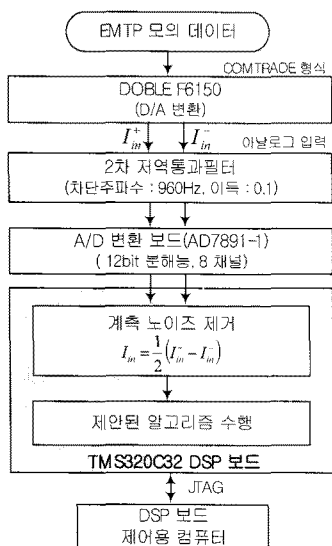 EMTP 모의 데이터
COMTRADE 형식
DOBLE F6150
(D/A 변환)
I⁺in I⁻in 아날로그 입력
2차 저역통과필터
(차단주파수 : 960Hz, 이득 : 0.1)
A/D 변환 보드(AD7891-1)
( 12bit 분해능, 8 채널)
계측 노이즈 제거
Iin = 1/2 (I⁻in − I⁻in)
제안된 알고리즘 수행
TMS320C32 DSP 보드
JTAG
DSP 보드
제어용 컴퓨터